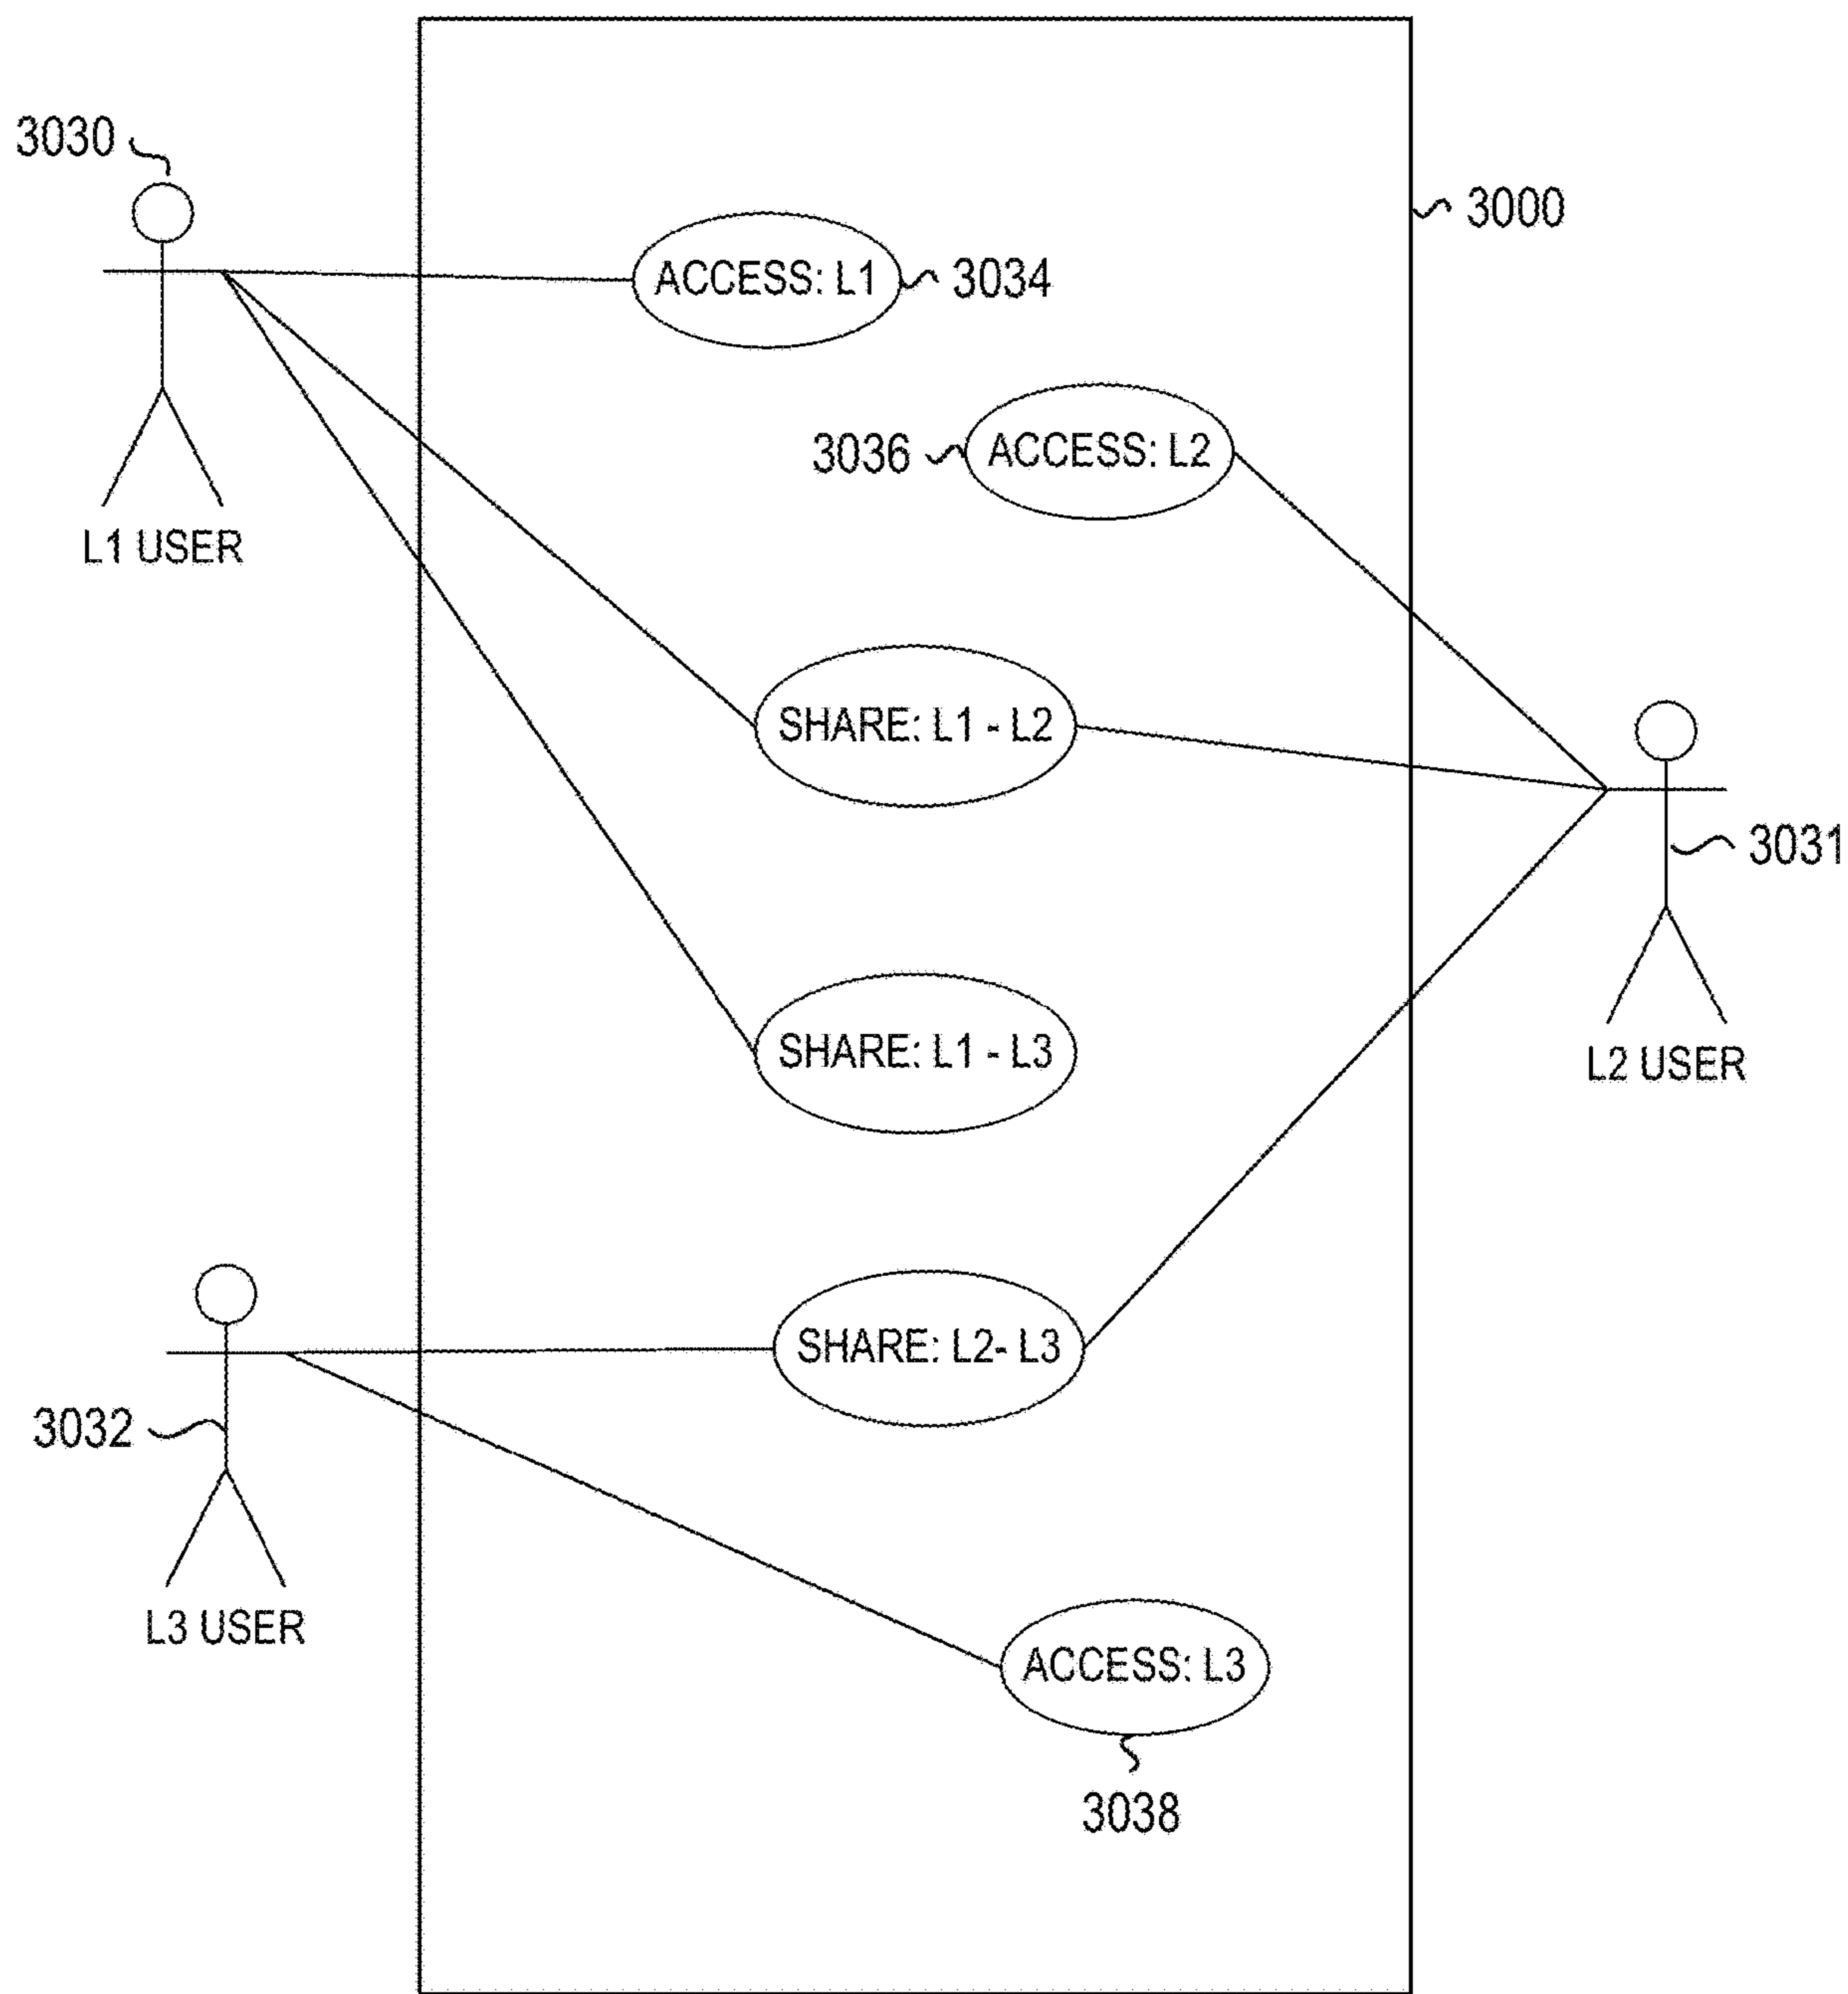 3030
3000
ACCESS: L1
3034
3036
ACCESS: L2
L1 USER
SHARE: L1 - L2
3031
SHARE: L1 - L3
L2 USER
SHARE: L2- L3
3032
L3 USER
ACCESS: L3
3038